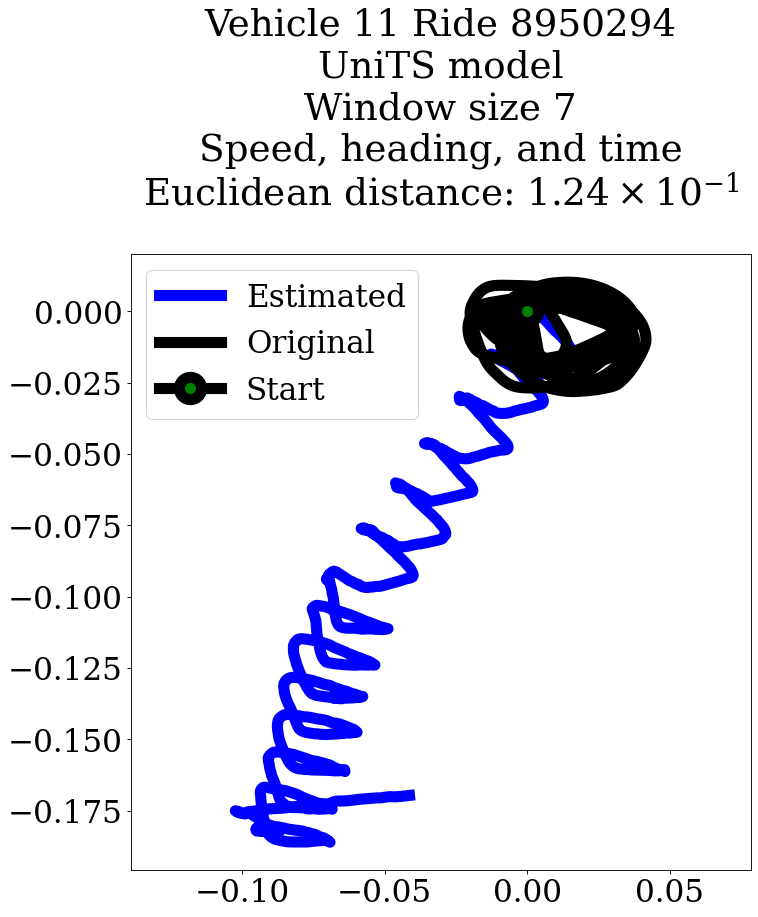 Vehicle 11 Ride 8950294
UniTS model
Window size 7
Speed, heading, and time
Euclidean distance: 1.24 × 10⁻¹
Estimated
Original
Start
0.000
−0.025
−0.050
−0.075
−0.100
−0.125
−0.150
−0.175
−0.10 −0.05 0.00 0.05